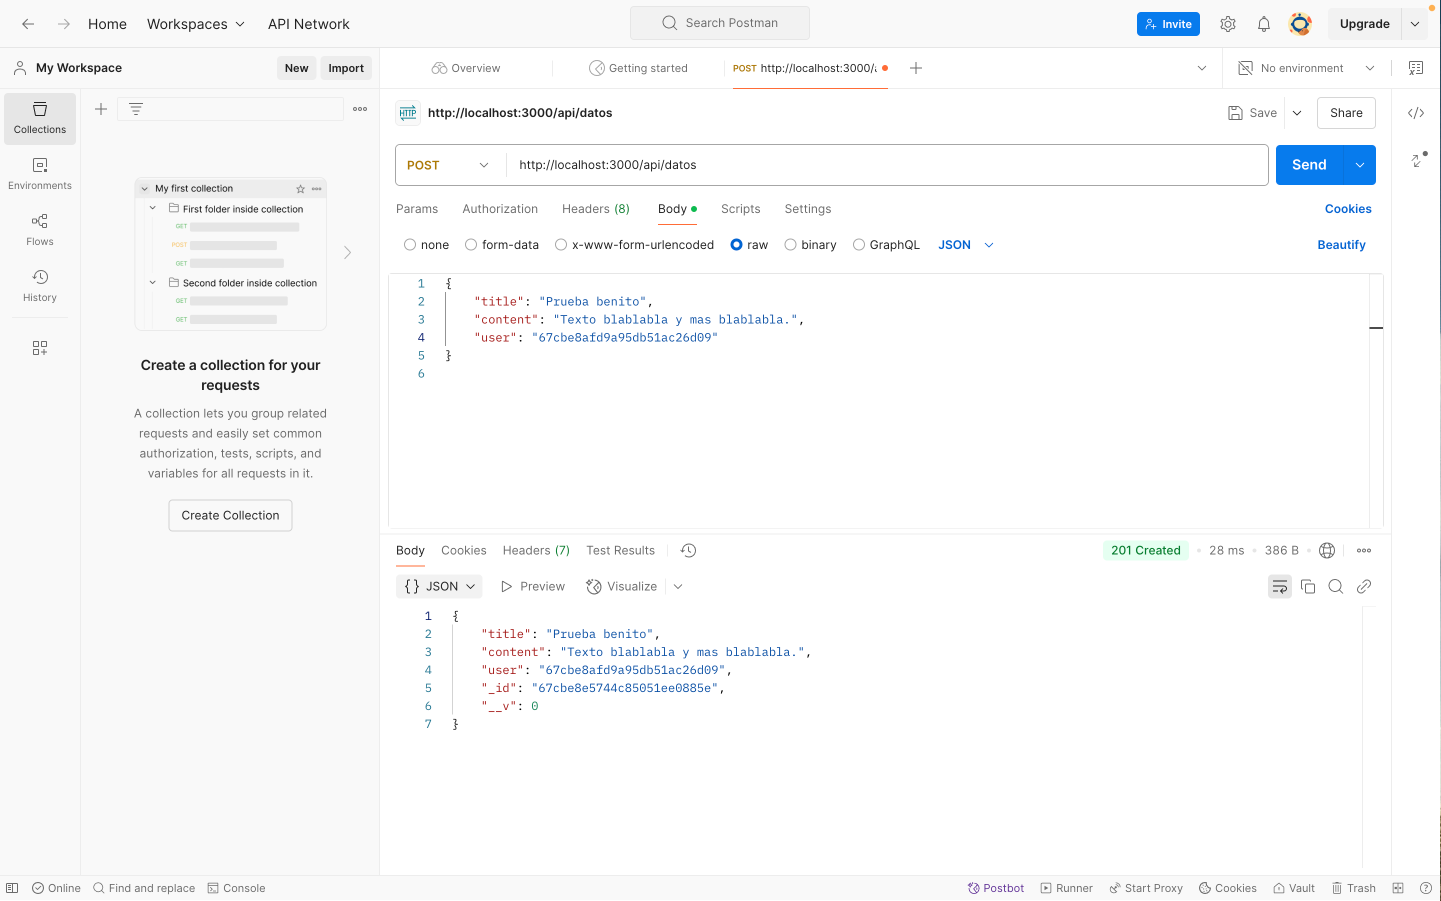 Home
Workspaces
API Network
Search Postman
Invite
Upgrade
My Workspace
New
Import
Overview
Getting started
POST http://localhost:3000/a
No environment
Collections
Environments
Flows
History
My first collection
First folder inside collection
GET
POST
GET
Second folder inside collection
GET
GET
Create a collection for your
requests
A collection lets you group related
requests and easily set common
authorization, tests, scripts, and
variables for all requests in it.
Create Collection
HTTP http://localhost:3000/api/datos
Save
Share
POST
http://localhost:3000/api/datos
Send
Params
Authorization
Headers (8)
Body
Scripts
Settings
Cookies
none
form-data
x-www-form-urlencoded
raw
binary
GraphQL
JSON
Beautify
1 {
2 "title": "Prueba benito",
3 "content": "Texto blablabla y mas blablabla.",
4 "user": "67cbe8afd9a95db51ac26d09"
5 }
6
Body
Cookies
Headers (7)
Test Results
201 Created
28 ms
386 B
{} JSON
Preview
Visualize
1 {
2 "title": "Prueba benito",
3 "content": "Texto blablabla y mas blablabla.",
4 "user": "67cbe8afd9a95db51ac26d09",
5 "_id": "67cbe8e5744c85051ee0885e",
6 "__v": 0
7 }
Online
Find and replace
Console
Postbot
Runner
Start Proxy
Cookies
Vault
Trash